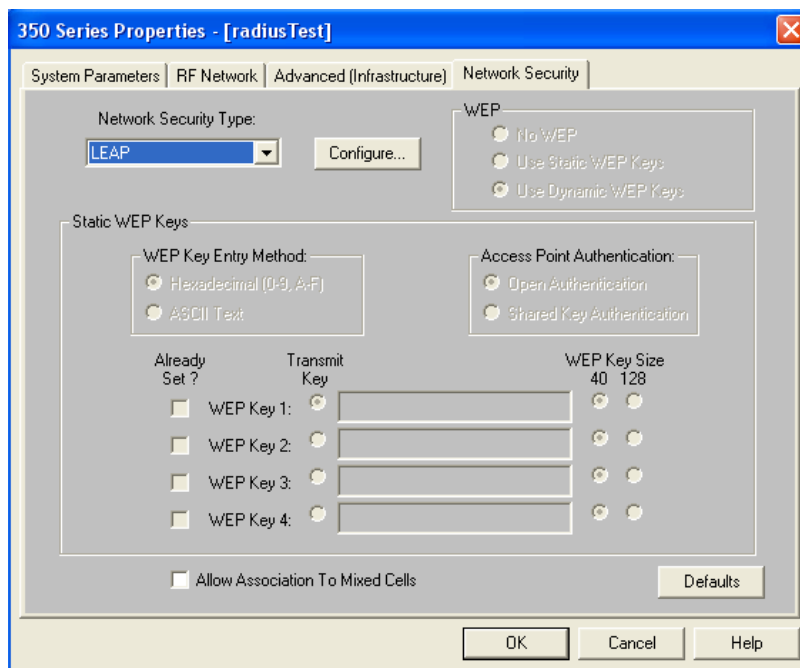 350 Series Properties - [radiusTest]
System Parameters RF Network Advanced (Infrastructure) Network Security
Network Security Type:
LEAP
Configure...
WEP
No WEP
Use Static WEP Keys
Use Dynamic WEP Keys
Static WEP Keys
WEP Key Entry Method:
Hexadecimal (0-9, A-F)
ASCII Text
Access Point Authentication:
Open Authentication
Shared Key Authentication
Already
Set ?
Transmit
Key
WEP Key Size
40 128
WEP Key 1:
WEP Key 2:
WEP Key 3:
WEP Key 4:
Allow Association To Mixed Cells
Defaults
OK Cancel Help